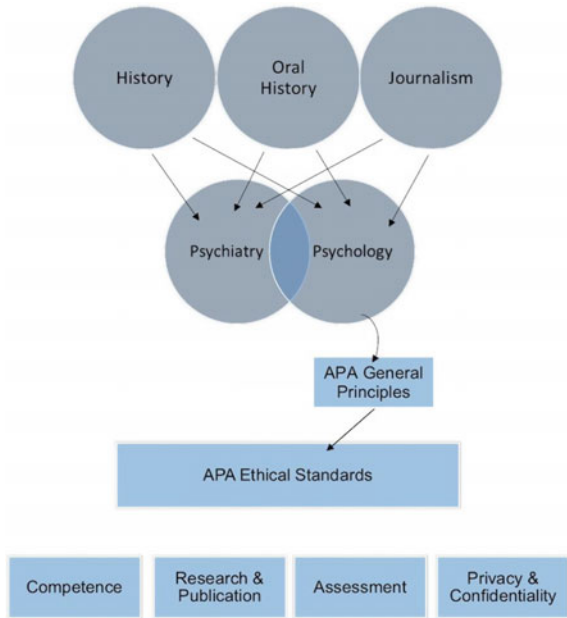 History
Oral
History
Journalism
Psychiatry
Psychology
APA General
Principles
APA Ethical Standards
Competence
Research &
Publication
Assessment
Privacy &
Confidentiality